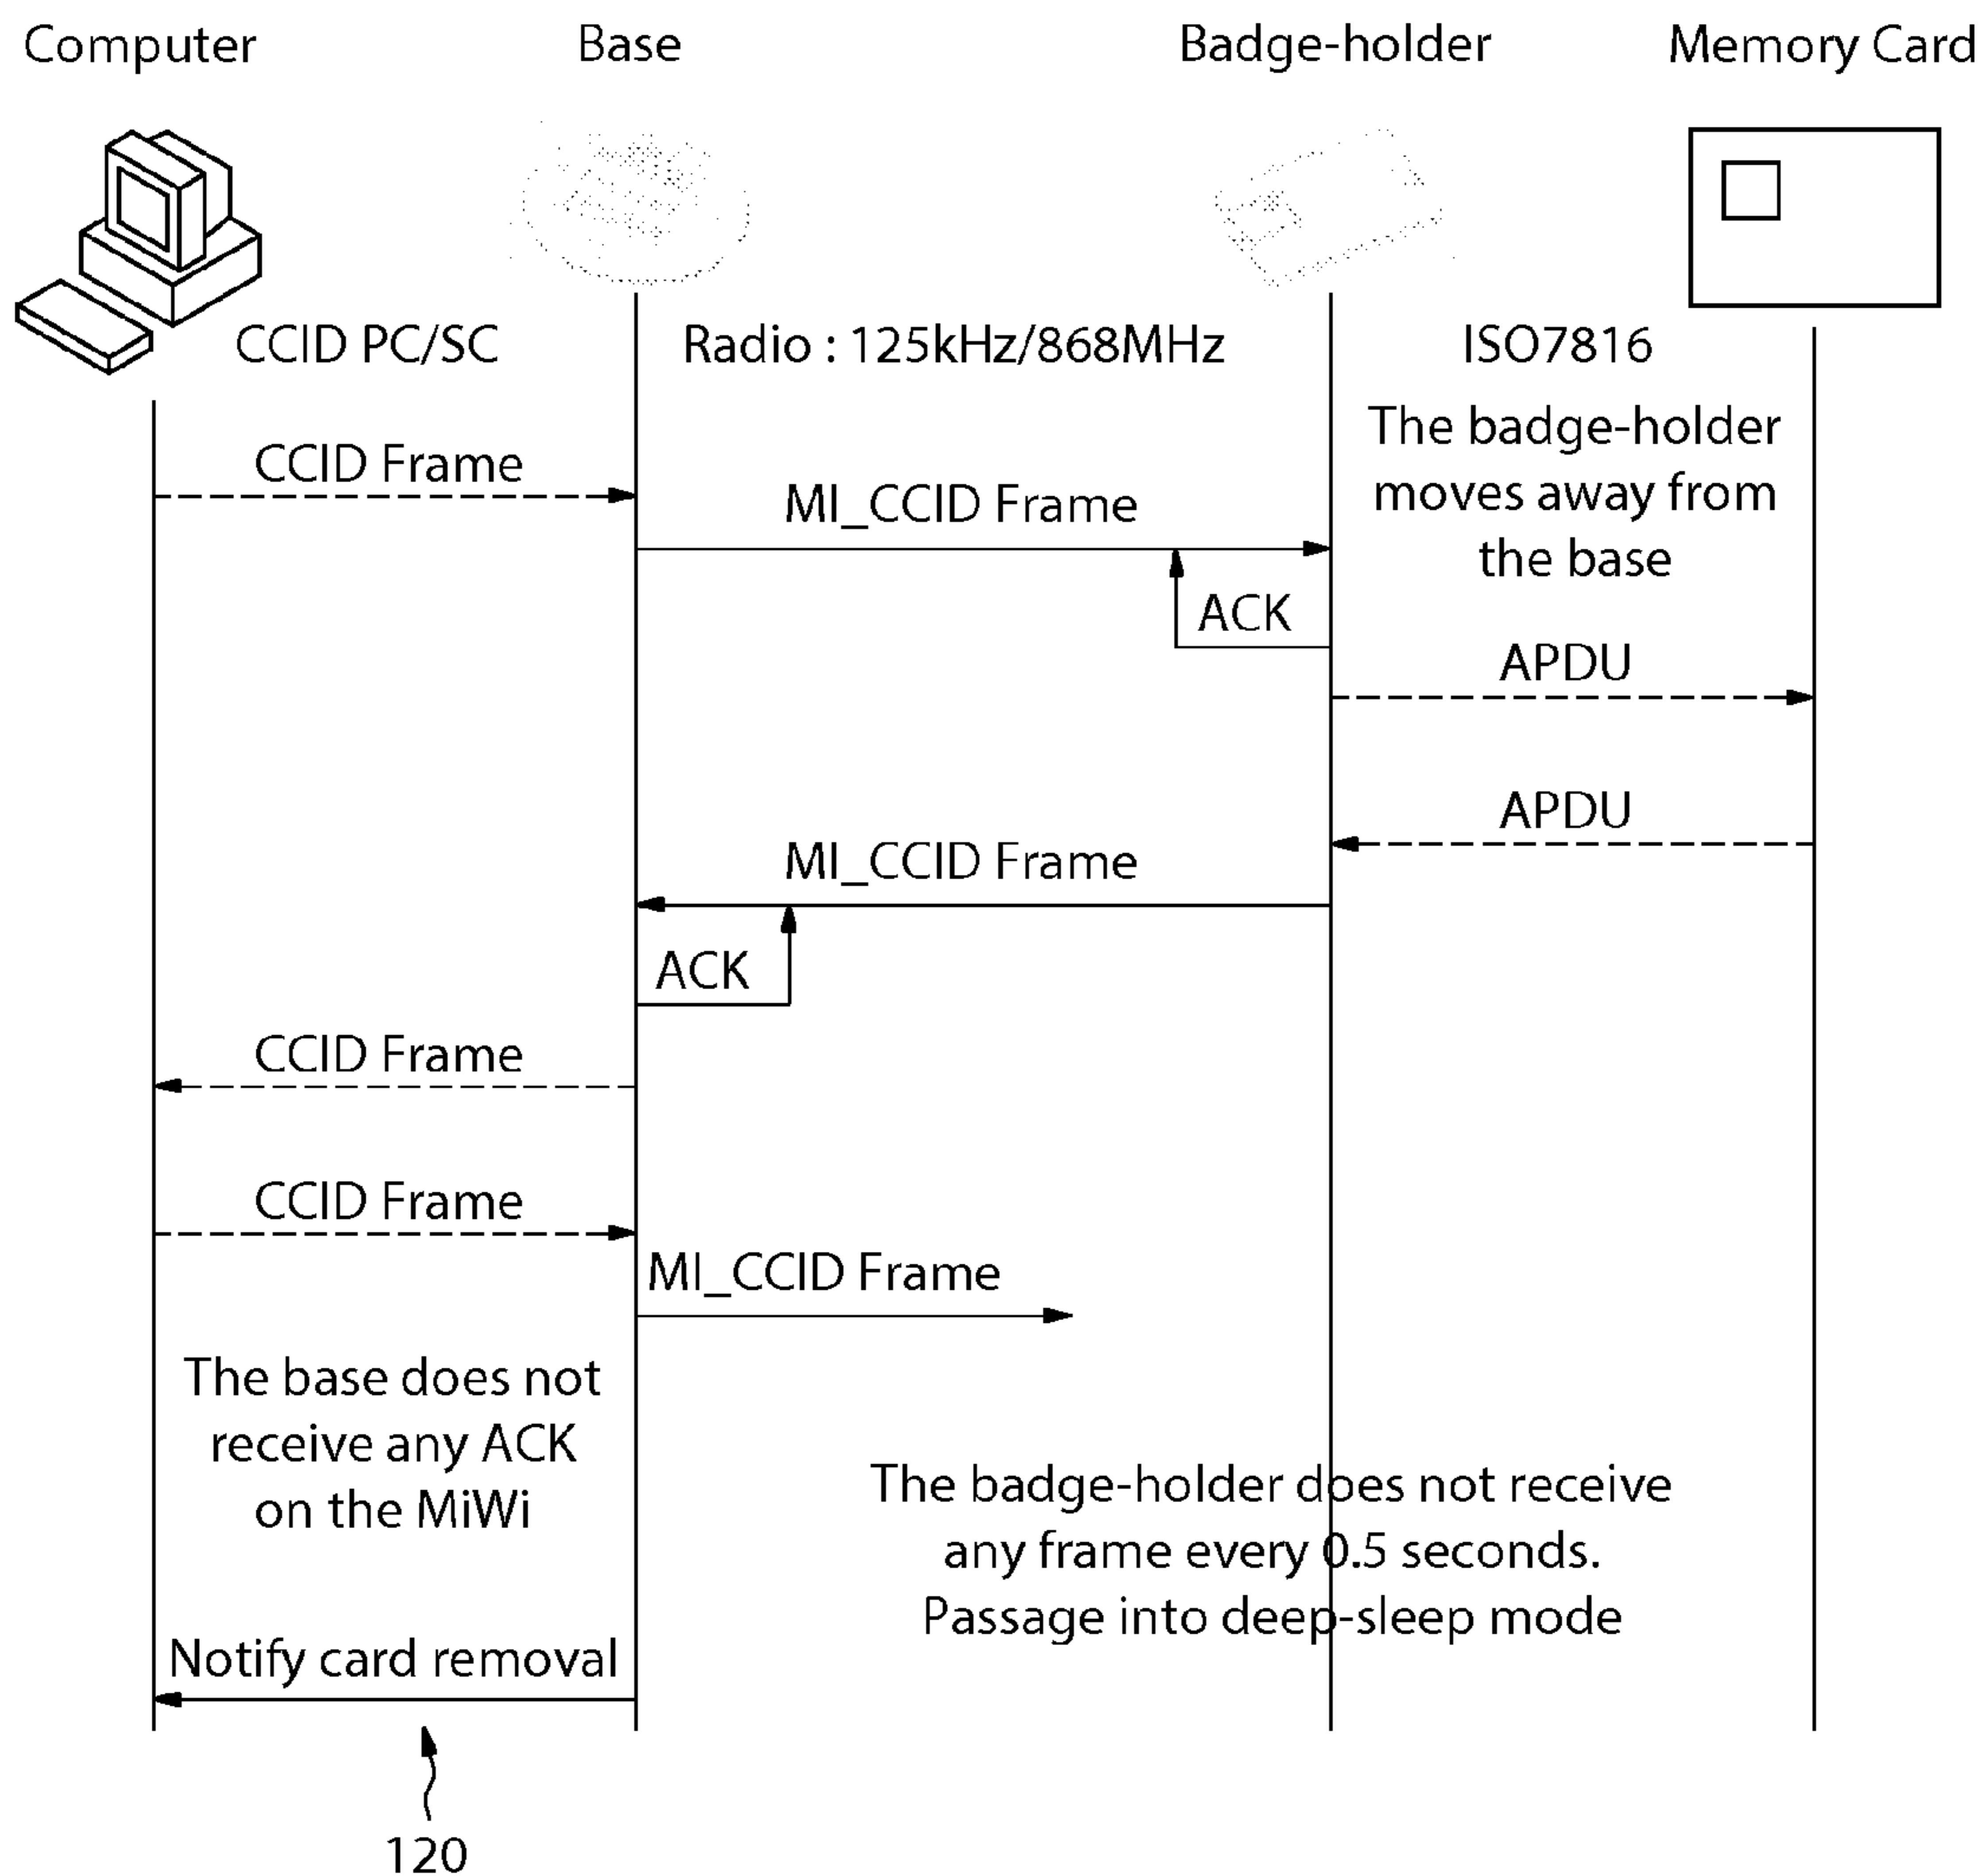 Computer
Base
Badge-holder
Memory Card
CCID PC/SC
Radio : 125kHz/868MHz
ISO7816
The badge-holder
moves away from
the base
CCID Frame
MI_CCID Frame
ACK
APDU
APDU
MI_CCID Frame
ACK
CCID Frame
CCID Frame
MI_CCID Frame
The base does not
receive any ACK
on the MiWi
The badge-holder does not receive
any frame every 0.5 seconds.
Passage into deep-sleep mode
Notify card removal
120